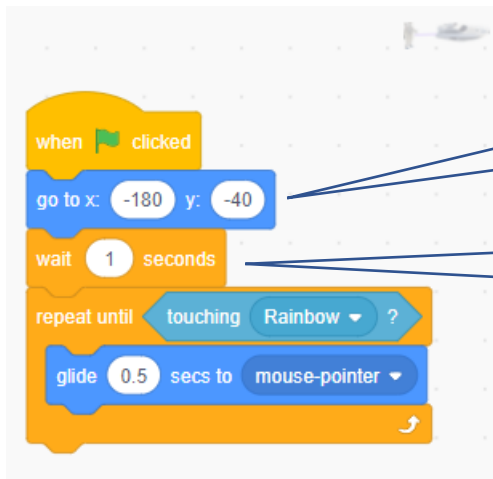 when clicked
go to x: -180 y: -40
wait 1 seconds
repeat until touching Rainbow ?
glide 0.5 secs to mouse-pointer